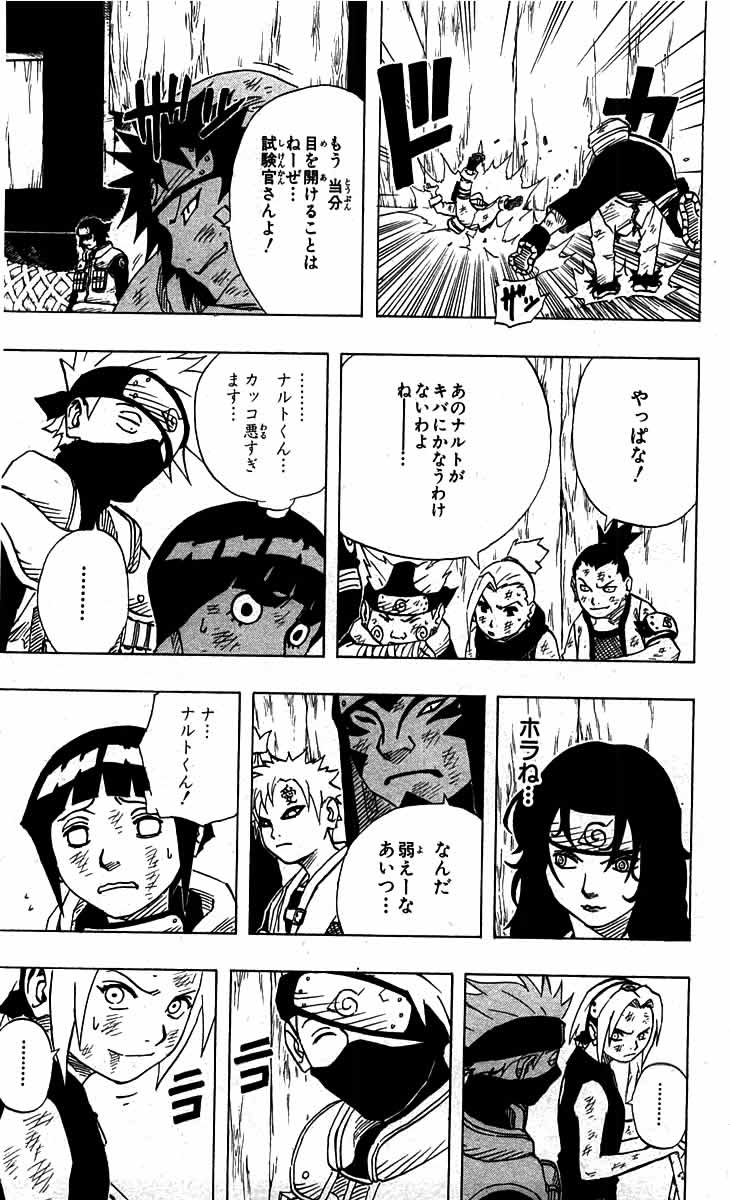 ドカ
ザッ
もう 当分
目を開けることは
ねーぜ…
試験官さんよ!
やっぱな!
あのナルトが
キバにかなうわけ
ないわよ
ね———…
………
ナルトくん…
カッコ悪すぎ
ます…
………
ホラね…
なんだ
弱えーな
あいつ…
愛
ナ…
ナルトくん!
………
ニコ
ニコ
………